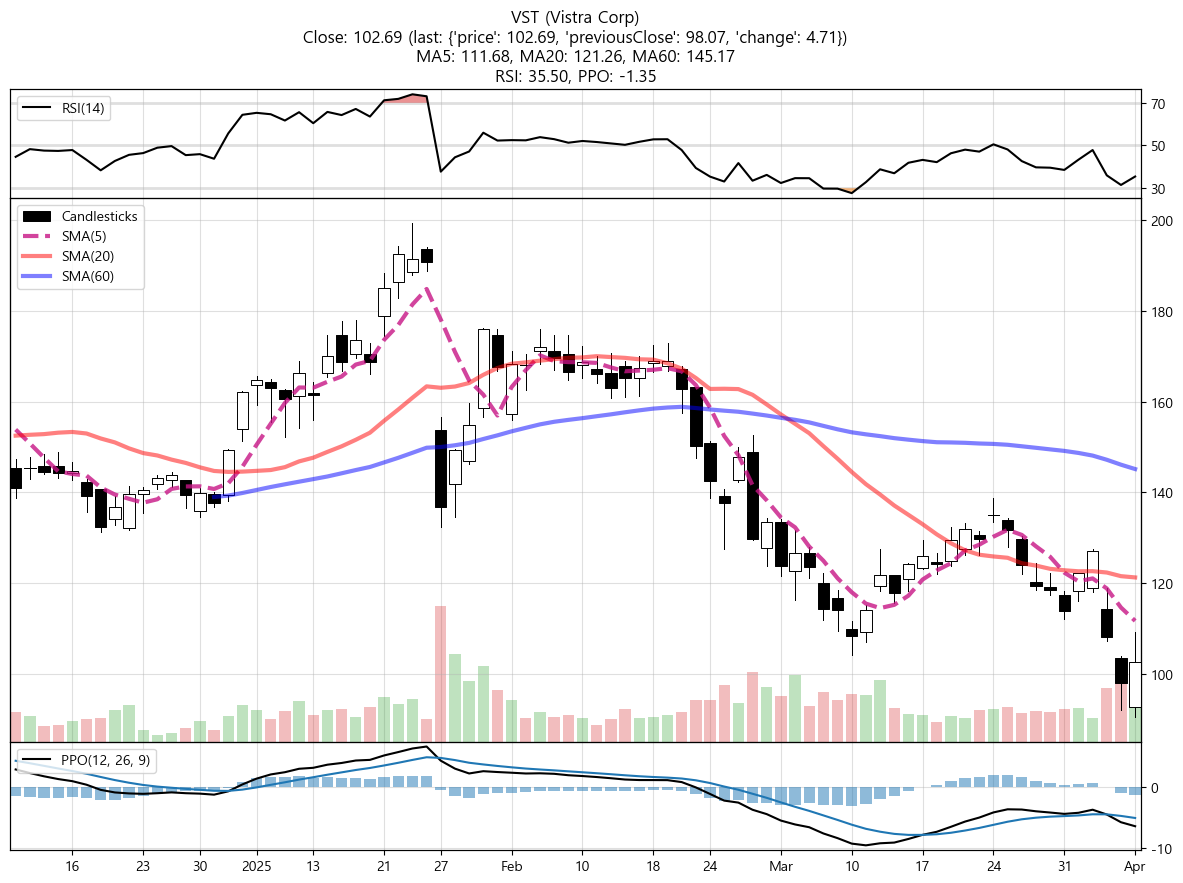 VST (Vistra Corp)
Close: 102.69 (last: {'price': 102.69, 'previousClose': 98.07, 'change': 4.71})
MA5: 111.68, MA20: 121.26, MA60: 145.17
RSI: 35.50, PPO: -1.35
RSI(14)
70
50
30
Candlesticks
SMA(5)
SMA(20)
SMA(60)
200
180
160
140
120
100
PPO(12, 26, 9)
0
-10
16 23 30 2025 13 21 27 Feb 10 18 24 Mar 10 17 24 31 Apr